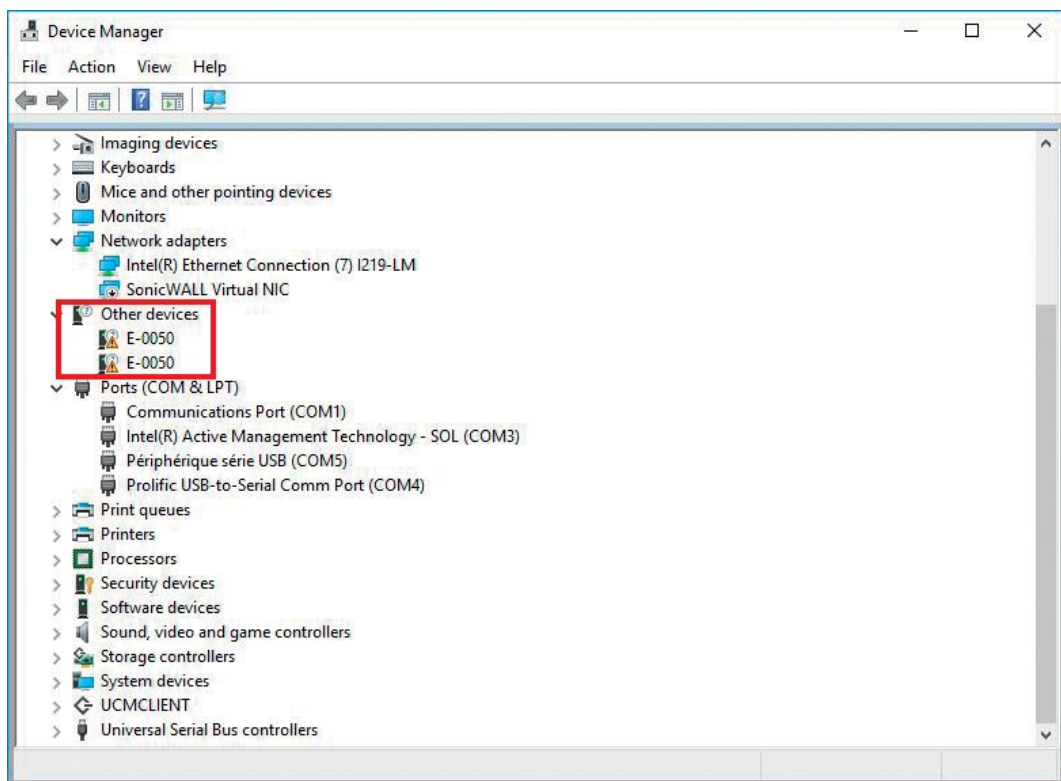 Device Manager
File Action View Help
Imaging devices
Keyboards
Mice and other pointing devices
Monitors
Network adapters
Intel(R) Ethernet Connection (7) I219-LM
SonicWALL Virtual NIC
Other devices
E-0050
E-0050
Ports (COM & LPT)
Communications Port (COM1)
Intel(R) Active Management Technology - SOL (COM3)
Périphérique série USB (COM5)
Prolific USB-to-Serial Comm Port (COM4)
Print queues
Printers
Processors
Security devices
Software devices
Sound, video and game controllers
Storage controllers
System devices
UCMCLIENT
Universal Serial Bus controllers